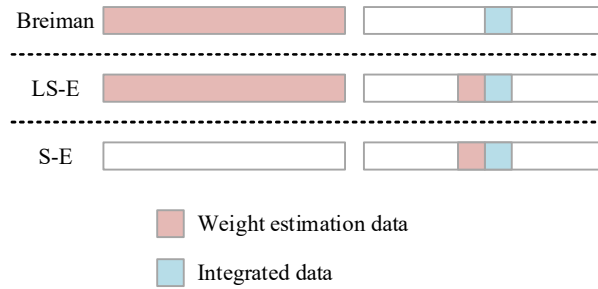 Breiman
LS-E
S-E
Weight estimation data
Integrated data